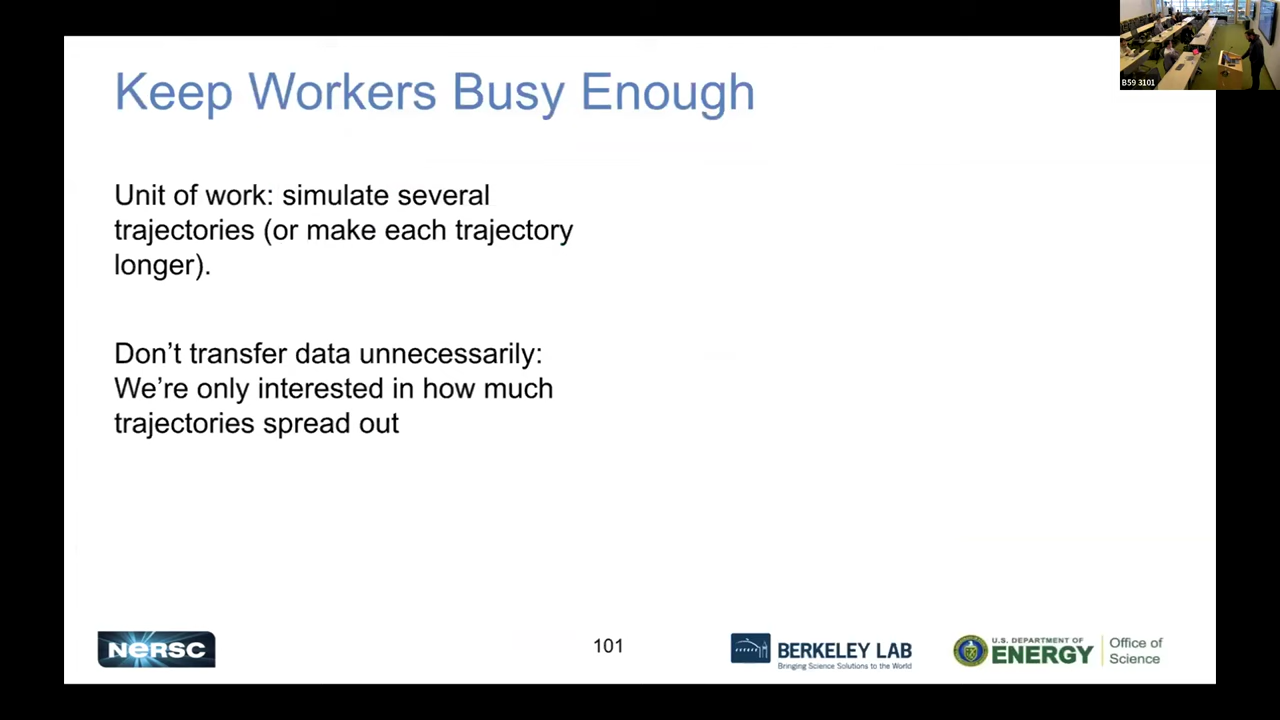 Keep Workers Busy Enough
B59 3101
Unit of work: simulate several
trajectories (or make each trajectory
longer).
Don't transfer data unnecessarily:
We're only interested in how much
trajectories spread out
NERSC
101
BERKELEY LAB
Bringing Science Solutions to the World
U.S. DEPARTMENT OF
ENERGY
Office of
Science